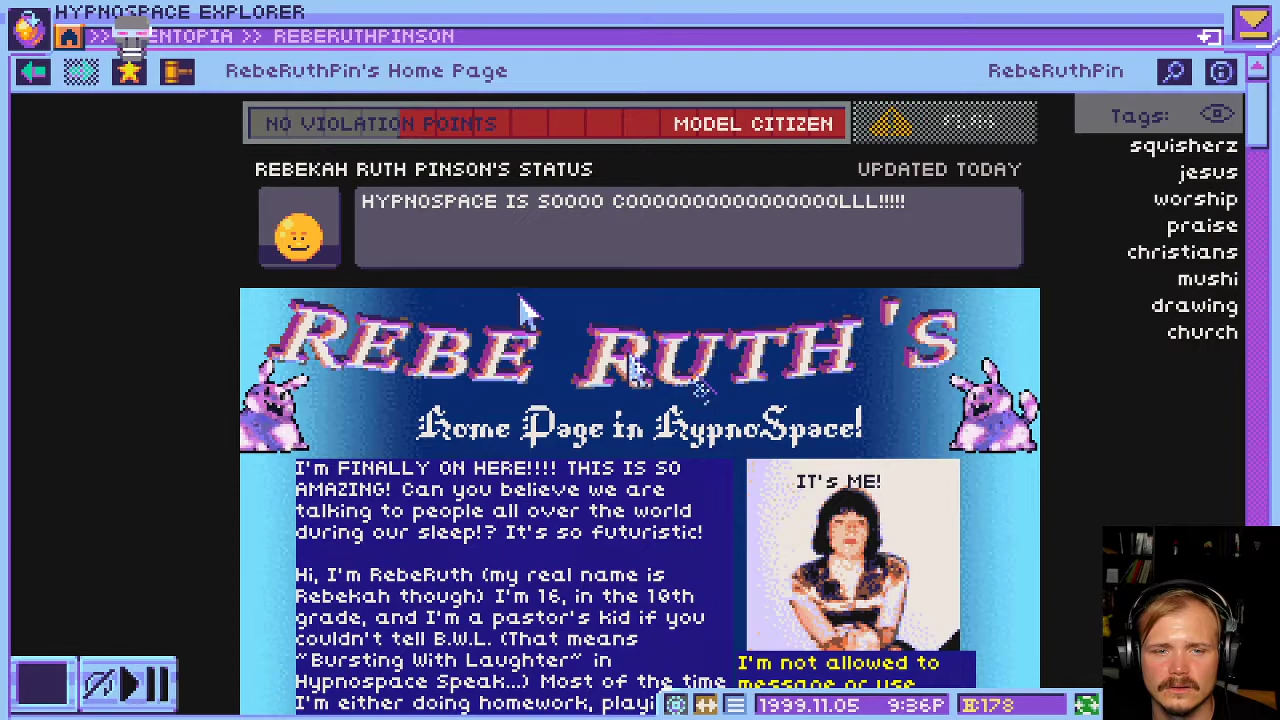 HYPNOSPACE EXPLORER
>> ENTOPIA >> REBERUTHPINSON
RebeRuthPin's Home Page
RebeRuthPin
NO VIOLATION POINTS
MODEL CITIZEN
Tags:
REBEKAH RUTH PINSON'S STATUS
UPDATED TODAY
HYPNOSPACE IS SOOOO COOOOOOOOOOOOOOOOLLL!!!!!
squisherz
jesus
worship
praise
christians
mushi
drawing
church
REBE RUTH'S
Home Page in HypnoSpace!
I'm FINALLY ON HERE!!!! THIS IS SO
AMAZING! Can you believe we are
talking to people all over the world
during our sleep!? It's so futuristic!
Hi, I'm RebeRuth (my real name is
Rebekah though) I'm 16, in the 10th
grade, and I'm a pastor's kid if you
couldn't tell B.W.L. (That means
~Bursting With Laughter~ in
Hypnospace Speak...) Most of the time
I'm either doing homework, playi
IT's ME!
I'm not allowed to
message or use
1999.11.05 9:36P
178